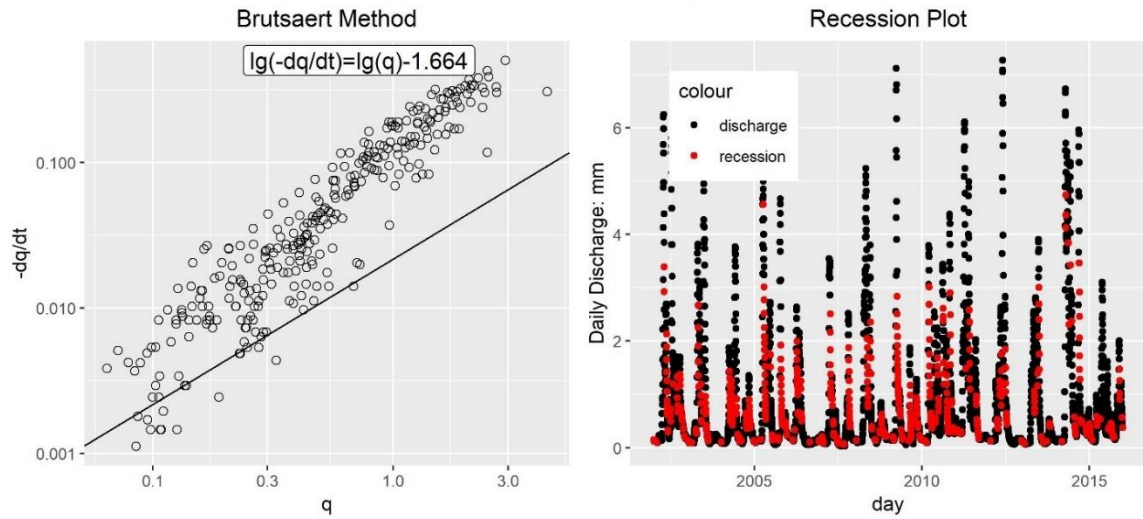 Brutsaert Method
lg(-dq/dt)=lg(q)-1.664
-dq/dt
0.100
0.010
0.001
0.1
0.3
1.0
3.0
q
Recession Plot
colour
discharge
recession
Daily Discharge: mm
6
4
2
0
2005
2010
2015
day